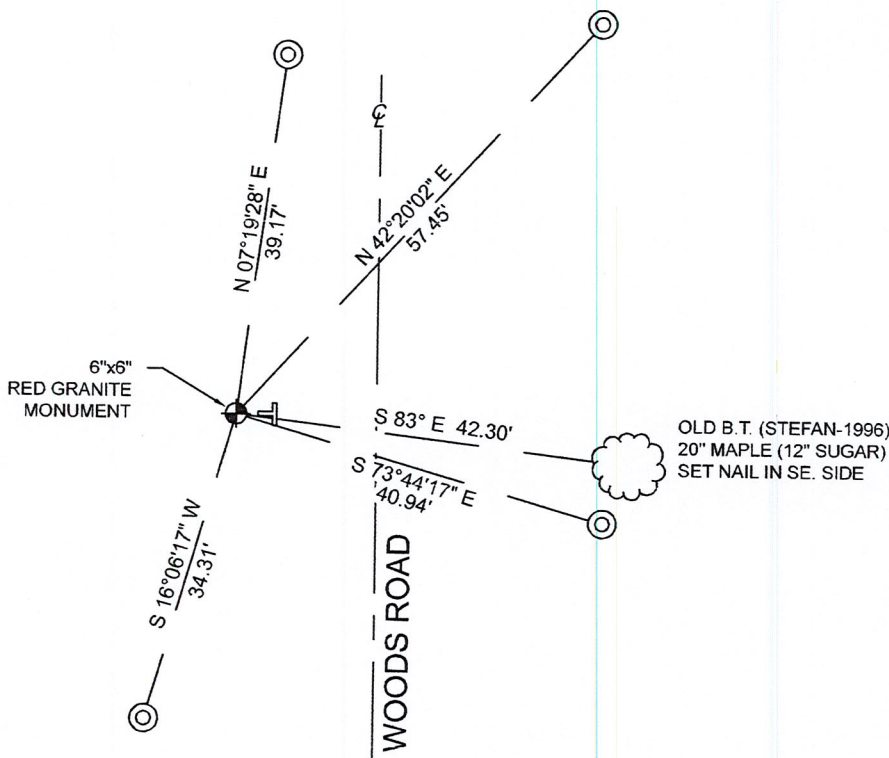 ℄
N 07°19'28" E
39.17'
N 42°20'02" E
57.45'
6"x6"
RED GRANITE
MONUMENT
S 83° E 42.30'
OLD B.T. (STEFAN-1996)
20" MAPLE (12" SUGAR)
SET NAIL IN SE. SIDE
S 73°44'17" E
40.94'
S 16°06'17" W
34.31'
WOODS ROAD